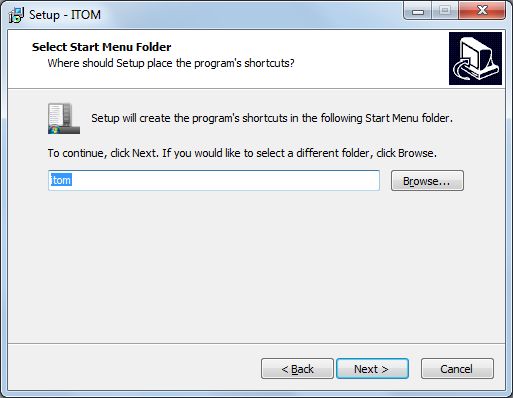 Setup - ITOM
Select Start Menu Folder
Where should Setup place the program's shortcuts?
Setup will create the program's shortcuts in the following Start Menu folder.
To continue, click Next. If you would like to select a different folder, click Browse.
itom
Browse...
< Back
Next >
Cancel